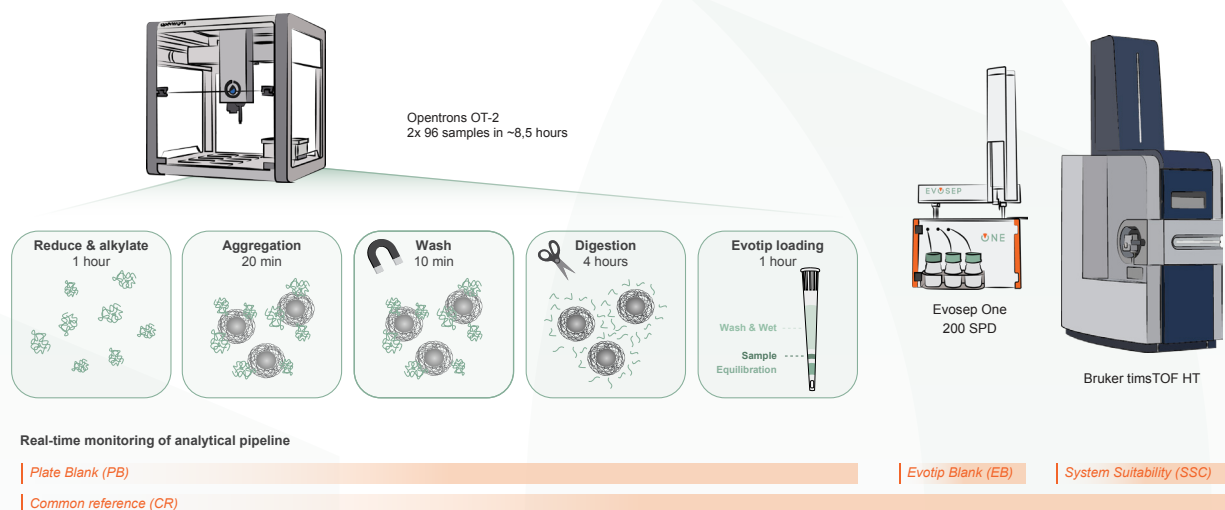 Opentrons OT-2
2x 96 samples in ~8,5 hours
EVOSEP
ONE
Evosep One
200 SPD
Bruker timsTOF HT
Reduce & alkylate
1 hour
Aggregation
20 min
Wash
10 min
Digestion
4 hours
Evotip loading
1 hour
Wash & Wet
Sample
Equilibration
Real-time monitoring of analytical pipeline
Plate Blank (PB)
Evotip Blank (EB)
System Suitability (SSC)
Common reference (CR)